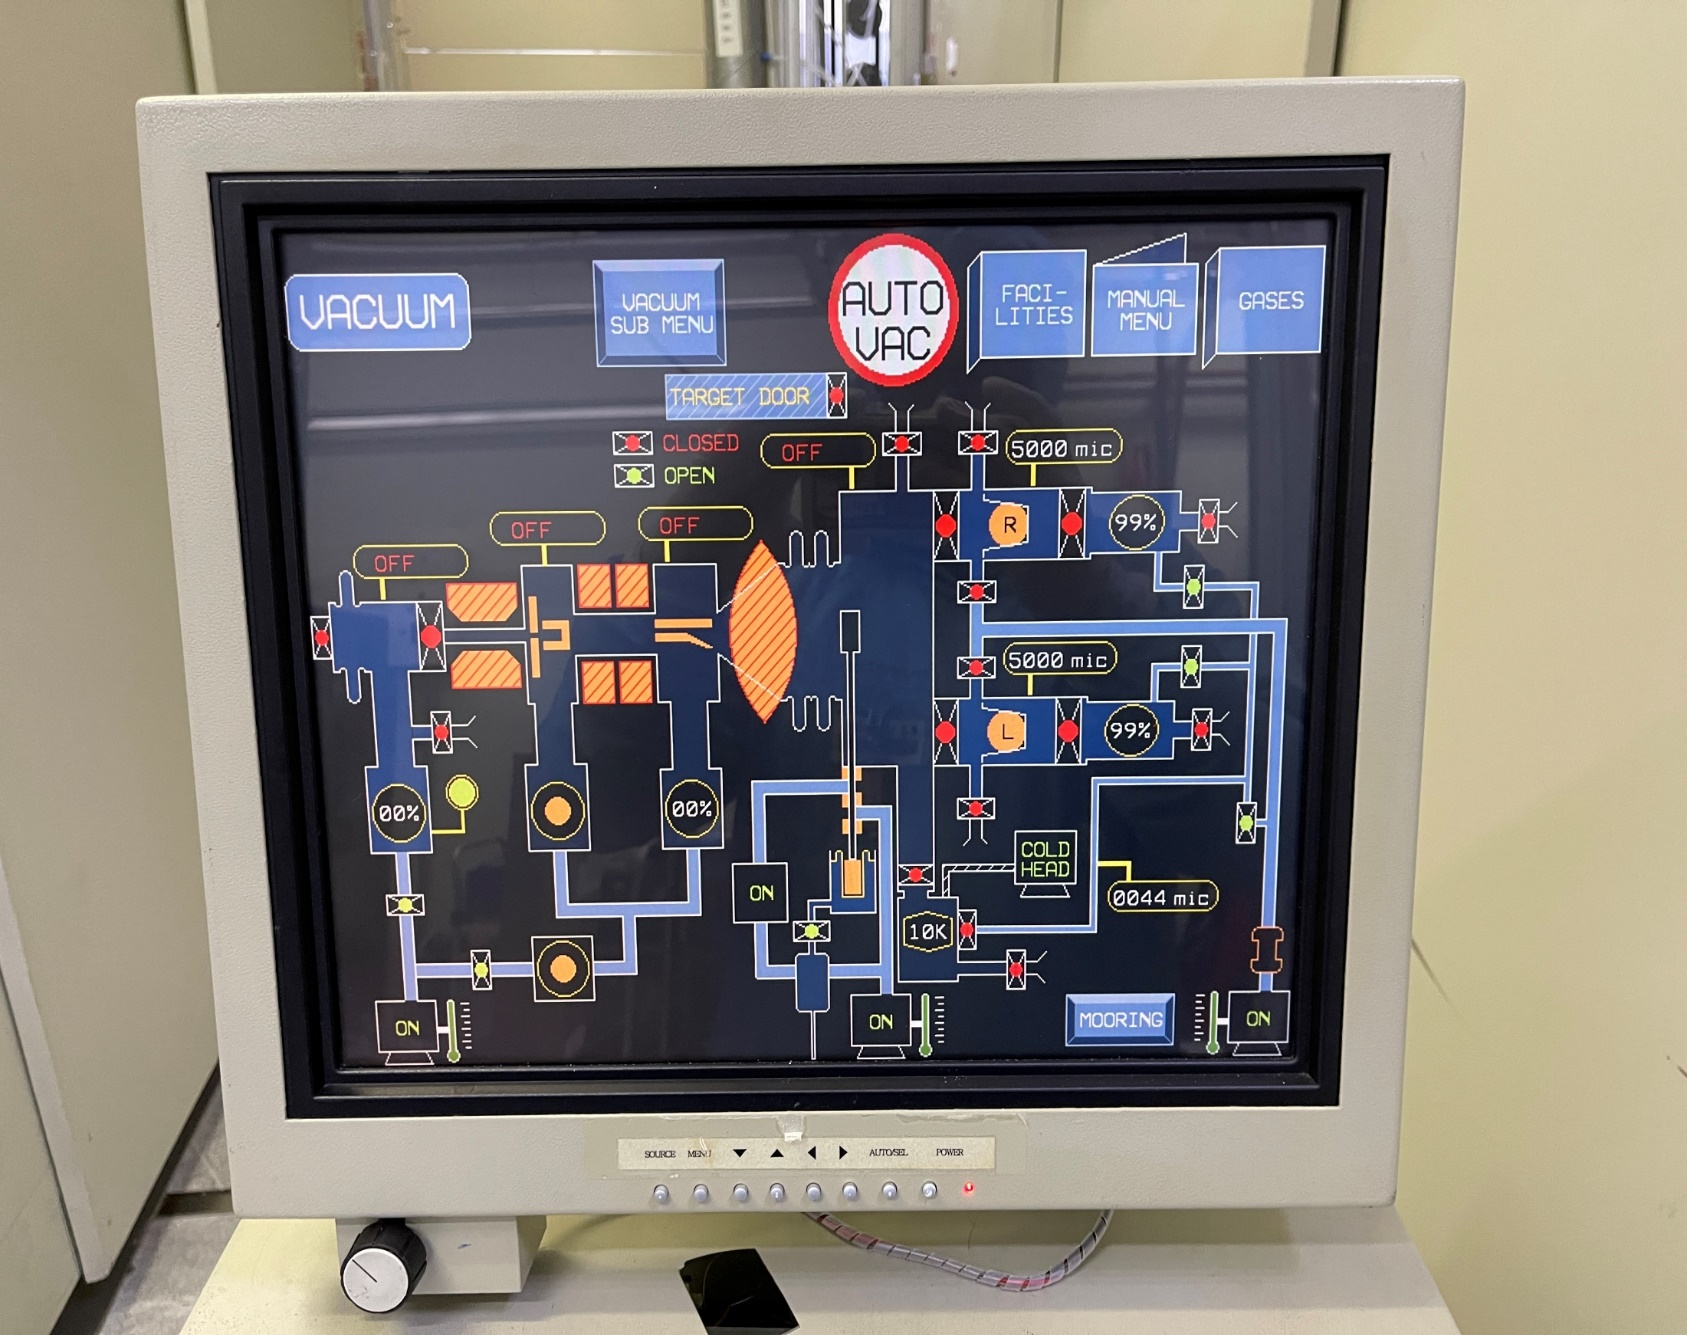 VACUUM
VACUUM
SUB MENU
AUTO
VAC
FACI-
LITIES
MANUAL
MENU
GASES
TARGET DOOR
CLOSED
OPEN
OFF
5000 mic
OFF
OFF
OFF
R
99%
5000 mic
L
99%
00%
00%
ON
COLD
HEAD
0044 mic
10K
ON
ON
MOORING
ON
SOURCE
MENU
AUTO/SEL
POWER